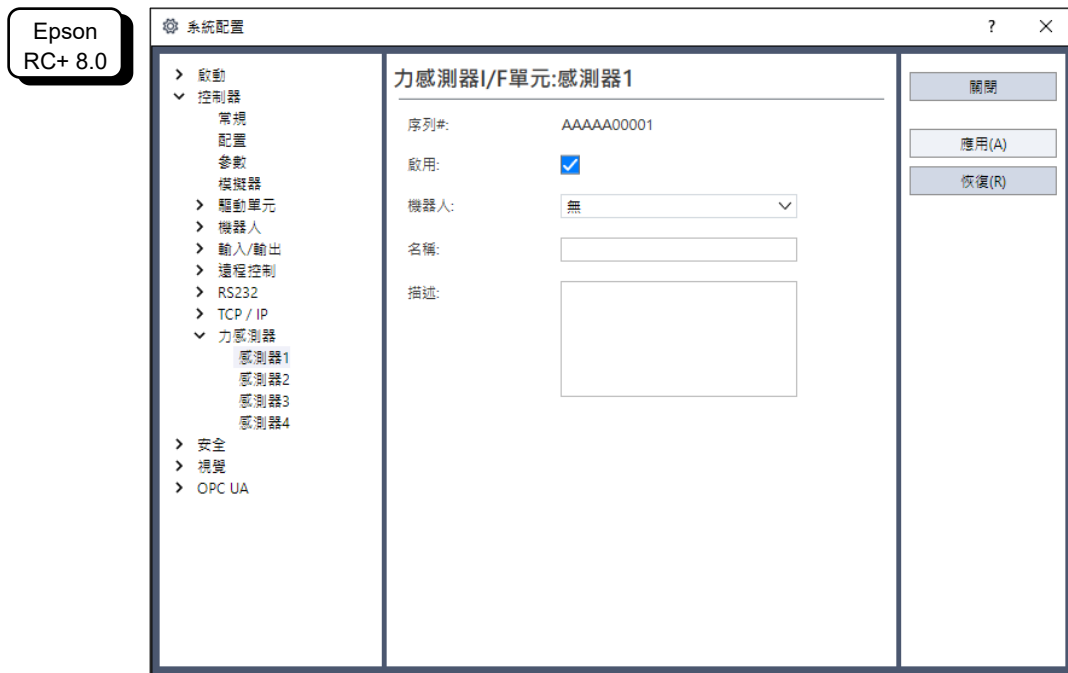 Epson
RC+ 8.0
系統配置
?
啟動
控制器
常規
配置
參數
模擬器
驅動單元
機器人
輸入/輸出
遠程控制
RS232
TCP / IP
力感測器
感測器1
感測器2
感測器3
感測器4
安全
視覺
OPC UA
力感測器I/F單元:感測器1
序列#: AAAAA00001
啟用:
機器人: 無
名稱:
描述:
關閉
應用(A)
恢復(R)